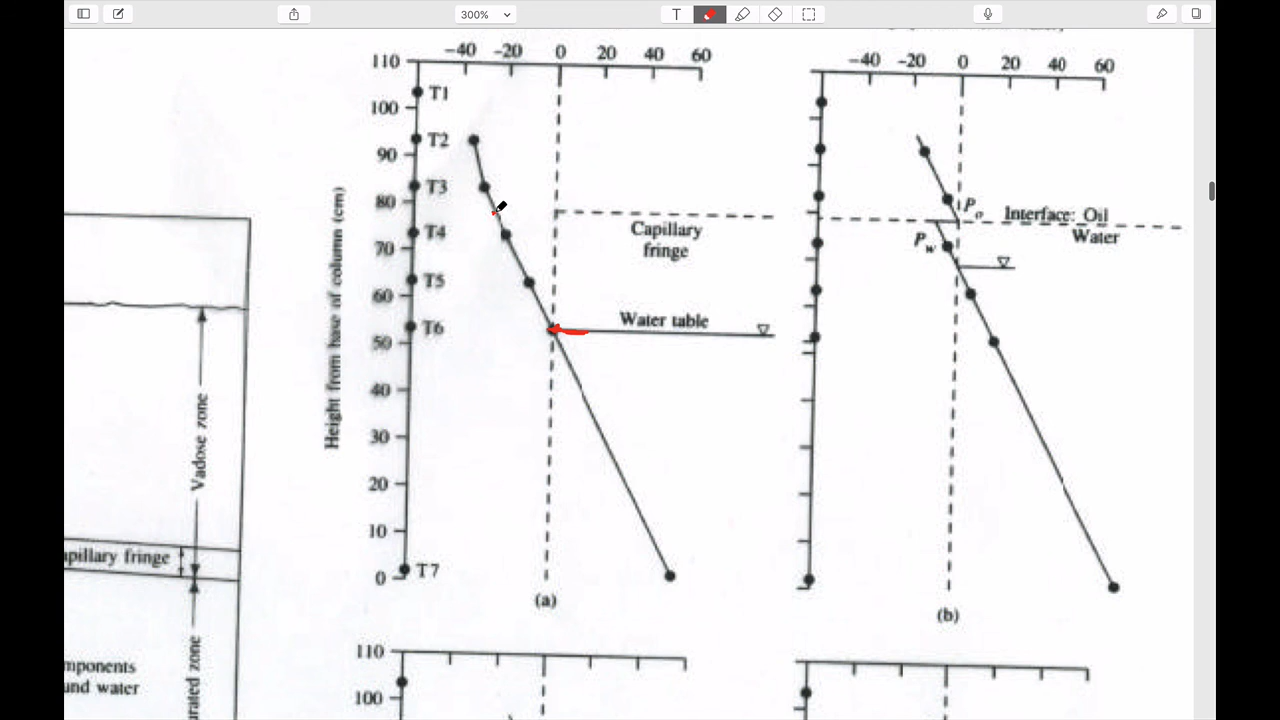 300%
T
-40 -20 0 20 40 60
110
100
90
80
70
60
50
40
30
20
10
0
T1
T2
T3
T4
T5
T6
T7
Height from base of column (cm)
Capillary
fringe
Water table
(a)
-40 -20 0 20 40 60
P_o
Interface: Oil
Water
P_w
(b)
Vadose zone
apillary fringe
mponents
und water
urated zone
110
100